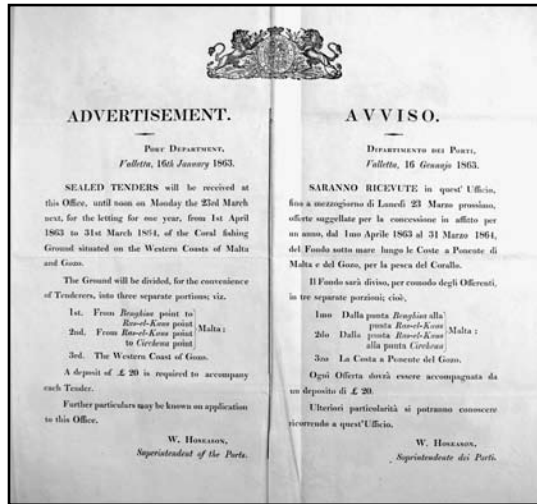 ADVERTISEMENT.
PORT DEPARTMENT,
Valletta, 16th January 1863.
SEALED TENDERS will be received at
this Office, until noon on Monday the 23rd March
next, for the letting for one year, from 1st April
1863 to 31st March 1864, of the Coral fishing
Ground situated on the Western Coasts of Malta
and Gozo.
The Ground will be divided, for the convenience
of Tenderers, into three separate portions; viz.
1st. From Benghisa point to
Ras-el-Kaus point
2nd. From Ras-el-Kaus point
to Circheua point
Malta;
3rd. The Western Coast of Gozo.
A deposit of £ 20 is required to accompany
each Tender.
Further particulars may be known on application
to this Office.
W. HOSEASON,
Superintendent of the Ports.
AVVISO.
DIPARTIMENTO DEI PORTI,
Valletta, 16 Gennajo 1863.
SARANNO RICEVUTE in quest' Ufficio,
fino a mezzogiorno di Lunedì 23 Marzo prossimo,
offerte suggellate per la concessione in affitto per
un anno, dal 1mo Aprile 1863 al 31 Marzo 1864,
del Fondo sotto mare lungo le Coste a Ponente di
Malta e del Gozo, per la pesca del Corallo.
Il Fondo sarà diviso, per comodo degli Offerenti,
in tre separate porzioni; cioè,
1mo Dalla punta Benghisa alla
punta Ras-el-Kaus
2do Dalla punta Ras-el-Kaus
alla punta Circheua
Malta;
3zo La Costa a Ponente del Gozo.
Ogni Offerta dovrà essere accompagnata da
un deposito di £ 20.
Ulteriori particolarità si potranno conoscere
ricorrendo a quest'Ufficio.
W. HOSEASON,
Soprintendente dei Porti.